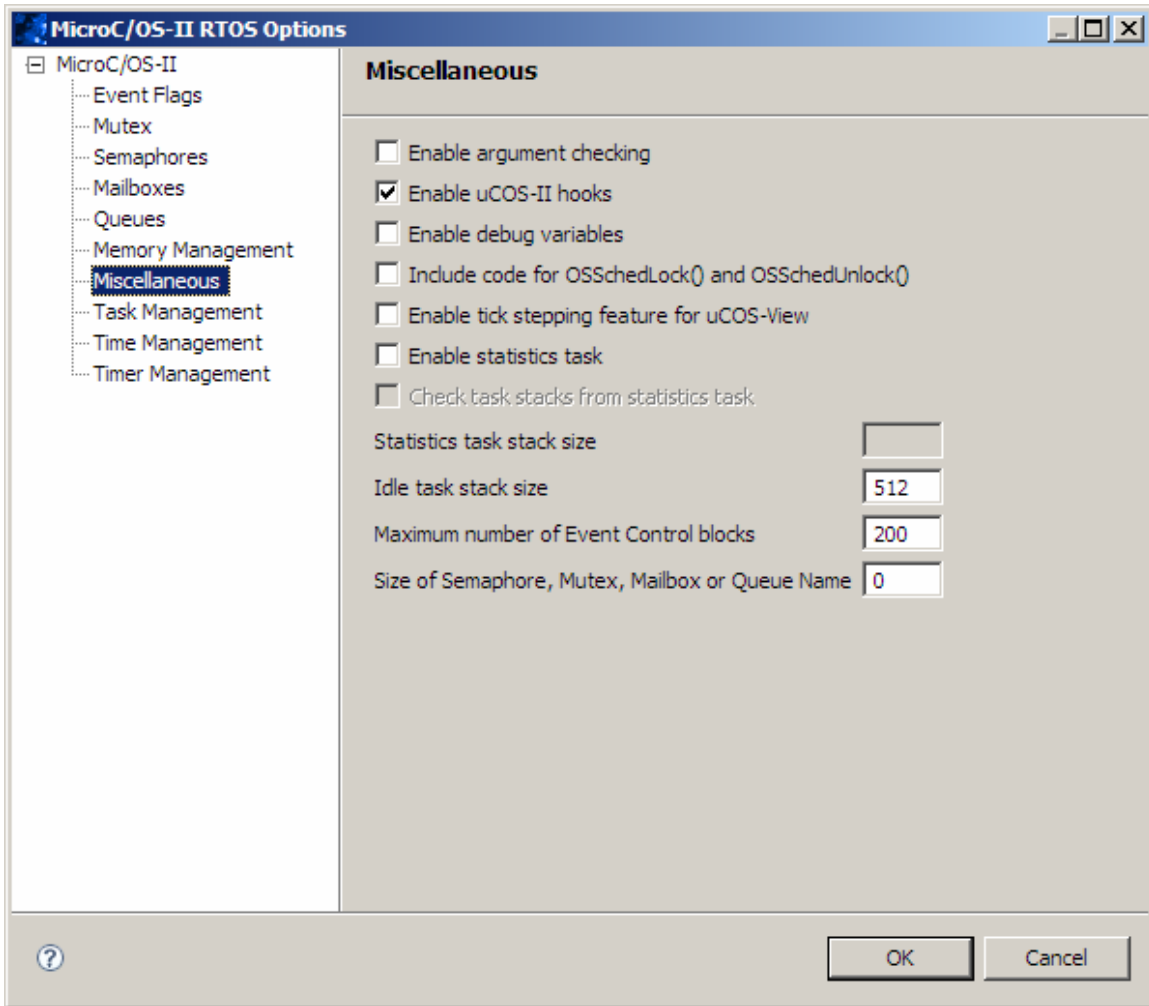 MicroC/OS-II RTOS Options
MicroC/OS-II
Event Flags
Mutex
Semaphores
Mailboxes
Queues
Memory Management
Miscellaneous
Task Management
Time Management
Timer Management
Miscellaneous
Enable argument checking
Enable uCOS-II hooks
Enable debug variables
Include code for OSSchedLock() and OSSchedUnlock()
Enable tick stepping feature for uCOS-View
Enable statistics task
Check task stacks from statistics task
Statistics task stack size
Idle task stack size 512
Maximum number of Event Control blocks 200
Size of Semaphore, Mutex, Mailbox or Queue Name 0
?
OK Cancel